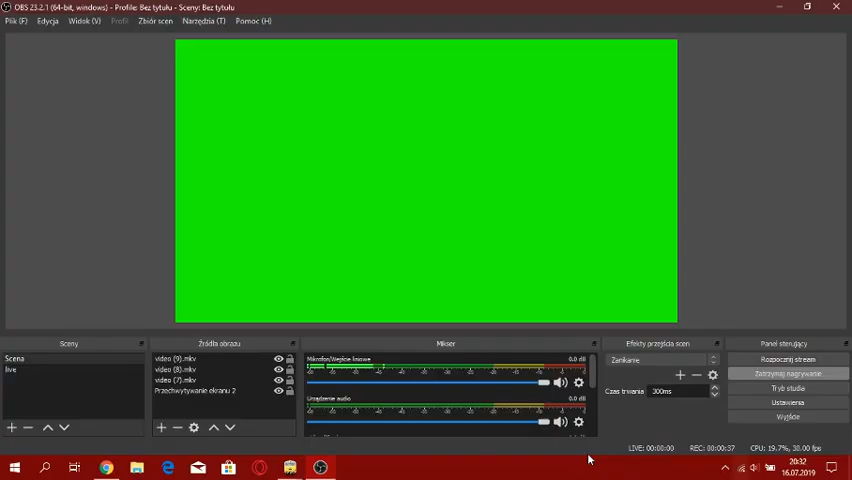 OBS 23.2.1 (64-bit, windows) - Profile: Bez tytułu - Sceny: Bez tytułu
Plik (F) Edycja Widok (V) Profil Zbiór scen Narzędzia (T) Pomoc (H)
Sceny
Scena
live
Źródła obrazu
video (9).mkv
video (8).mkv
video (7).mkv
Przechwytywanie ekranu 2
Mikser
Mikrofon/Wejście liniowe 0.0 dB
Urządzenie audio 0.0 dB
Efekty przejścia scen
Zanikanie
Czas trwania 300ms
Panel sterujący
Rozpocznij stream
Zatrzymaj nagrywanie
Tryb studia
Ustawienia
Wyjście
LIVE: 00:00:00 REC: 00:00:37 CPU: 19.7%, 30.00 fps
20:32
16.07.2019